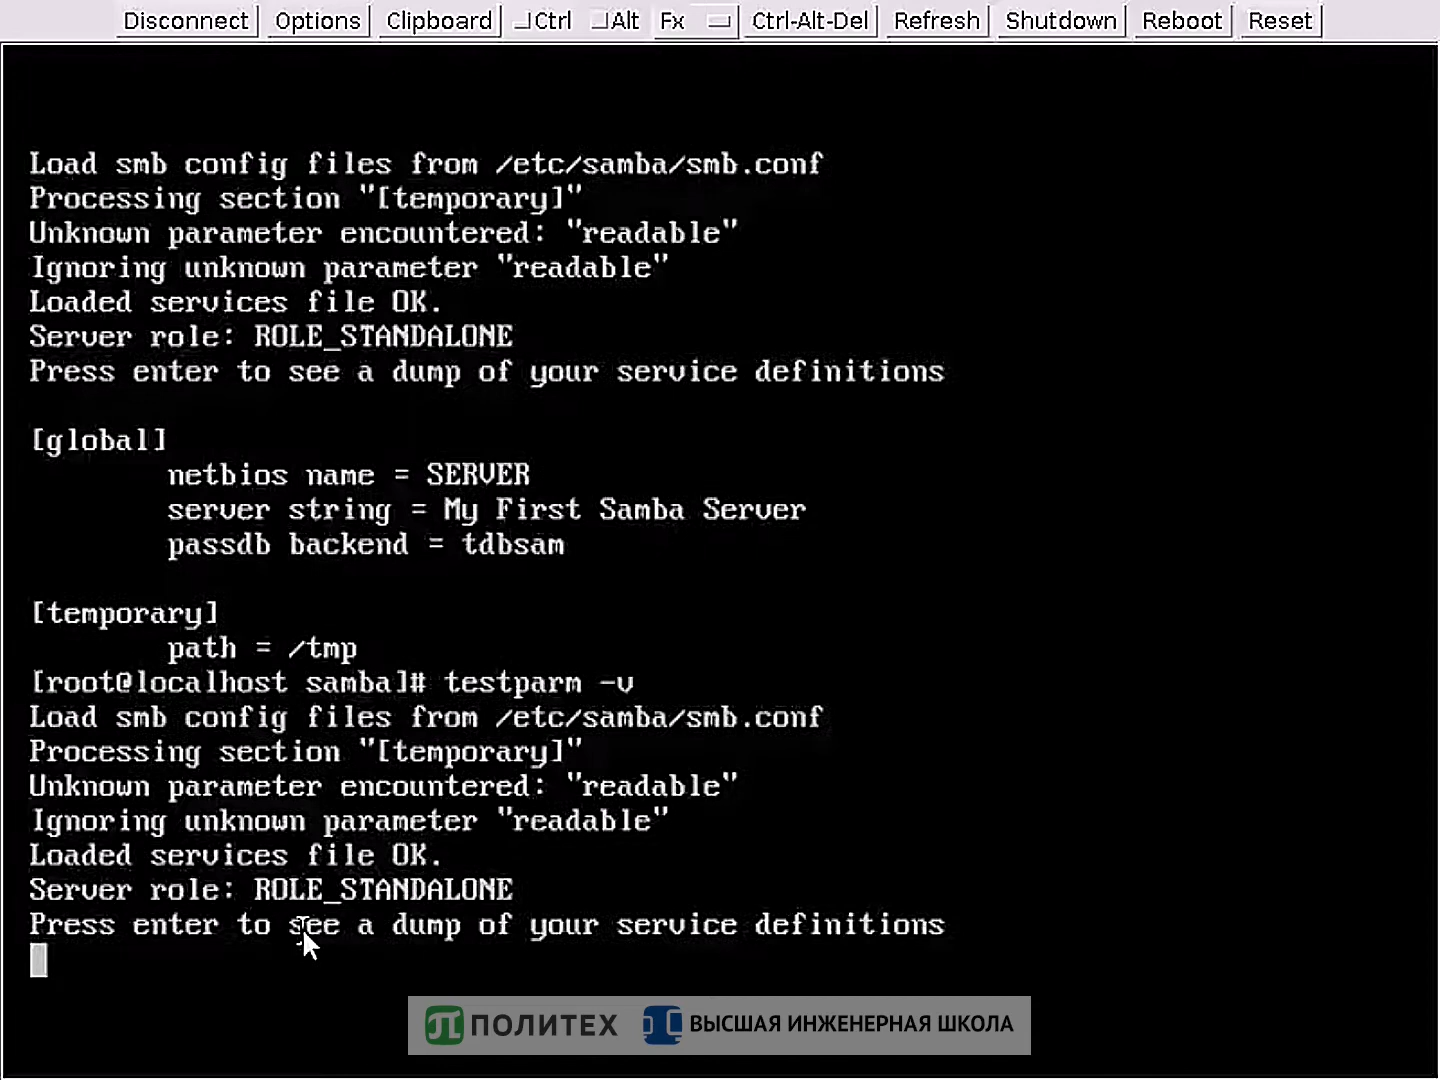 Disconnect Options Clipboard Ctrl Alt Fx Ctrl-Alt-Del Refresh Shutdown Reboot Reset
Load smb config files from /etc/samba/smb.conf
Processing section "[temporary]"
Unknown parameter encountered: "readable"
Ignoring unknown parameter "readable"
Loaded services file OK.
Server role: ROLE_STANDALONE
Press enter to see a dump of your service definitions
[global]
netbios name = SERVER
server string = My First Samba Server
passdb backend = tdbsam
[temporary]
path = /tmp
[root@localhost samba]# testparm -v
Load smb config files from /etc/samba/smb.conf
Processing section "[temporary]"
Unknown parameter encountered: "readable"
Ignoring unknown parameter "readable"
Loaded services file OK.
Server role: ROLE_STANDALONE
Press enter to see a dump of your service definitions
ПОЛИТЕХ ВЫСШАЯ ИНЖЕНЕРНАЯ ШКОЛА